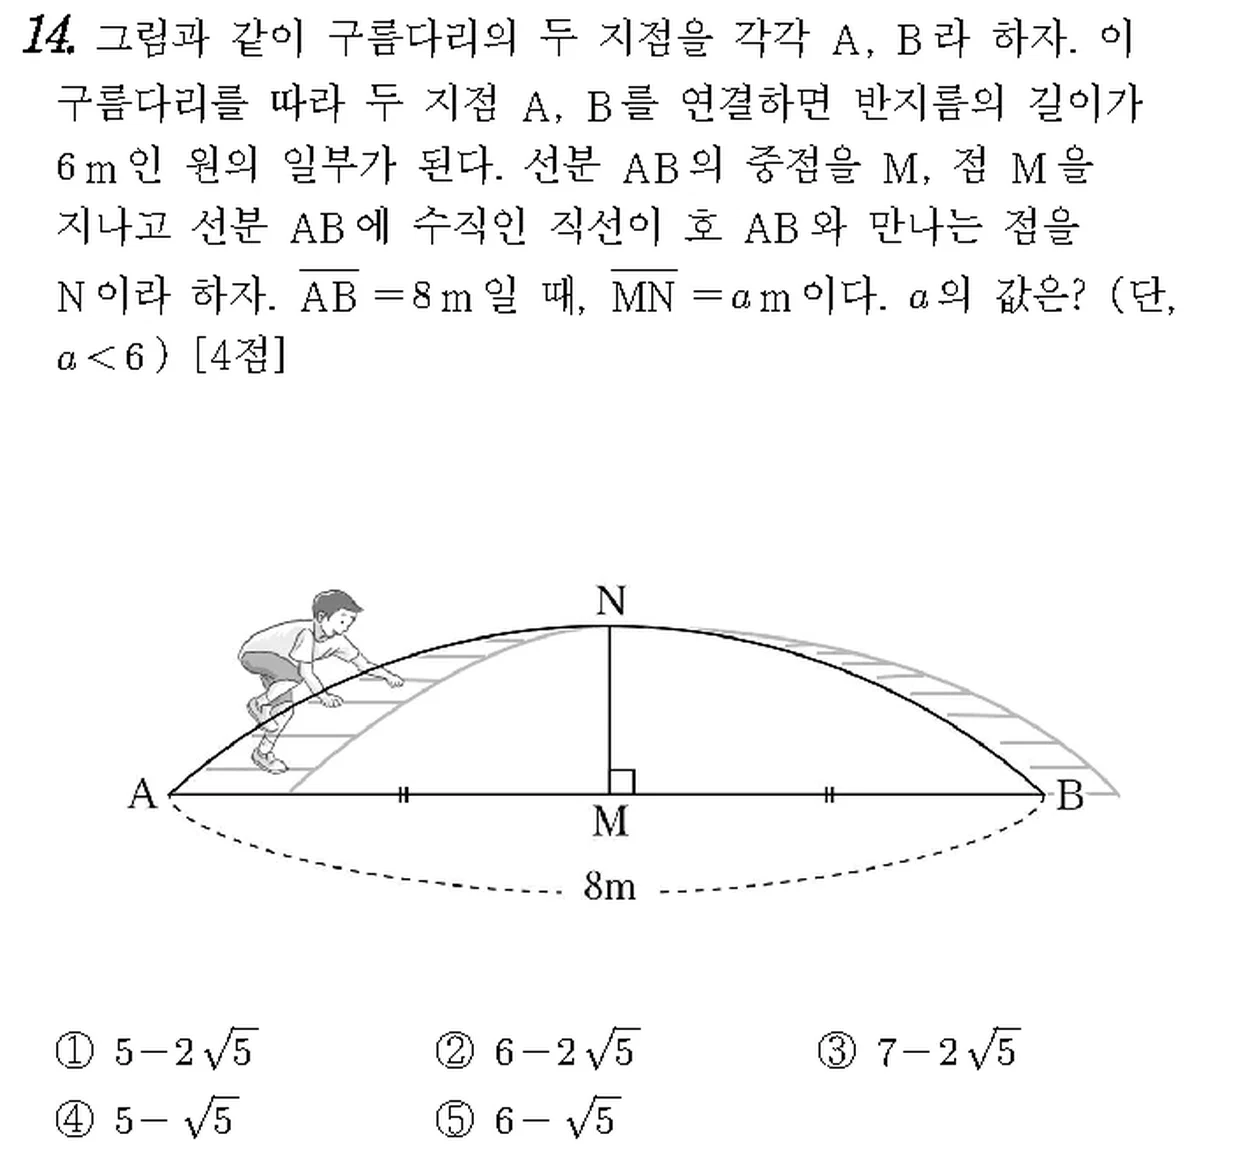 14. 그림과 같이 구름다리의 두 지점을 각각 A, B라 하자. 이
구름다리를 따라 두 지점 A, B를 연결하면 반지름의 길이가
6m인 원의 일부가 된다. 선분 AB의 중점을 M, 점 M을
지나고 선분 AB에 수직인 직선이 호 AB와 만나는 점을
N이라 하자. \overline{AB}=8m일 때, \overline{MN}=a m이다. a의 값은? (단,
a<6) [4점]
N
A
M
B
8m
① 5-2√5 ② 6-2√5 ③ 7-2√5
④ 5-√5 ⑤ 6-√5